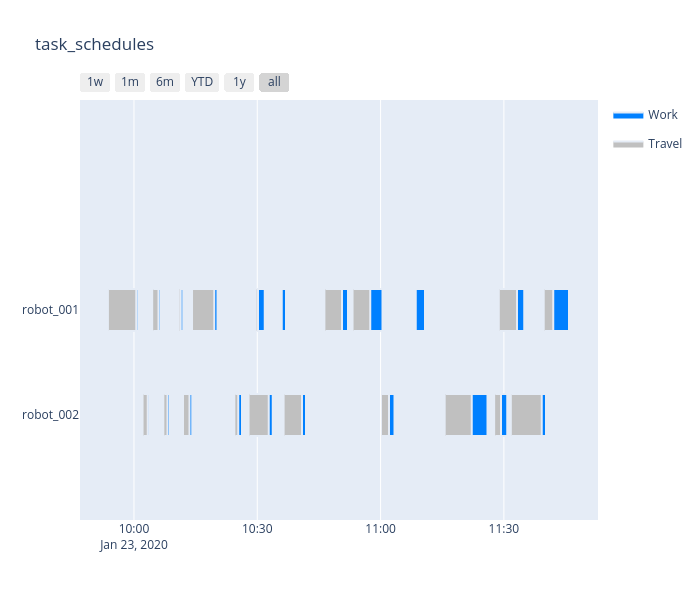 task_schedules
1w 1m 6m YTD 1y all
Work
Travel
robot_001
robot_002
10:00 10:30 11:00 11:30
Jan 23, 2020